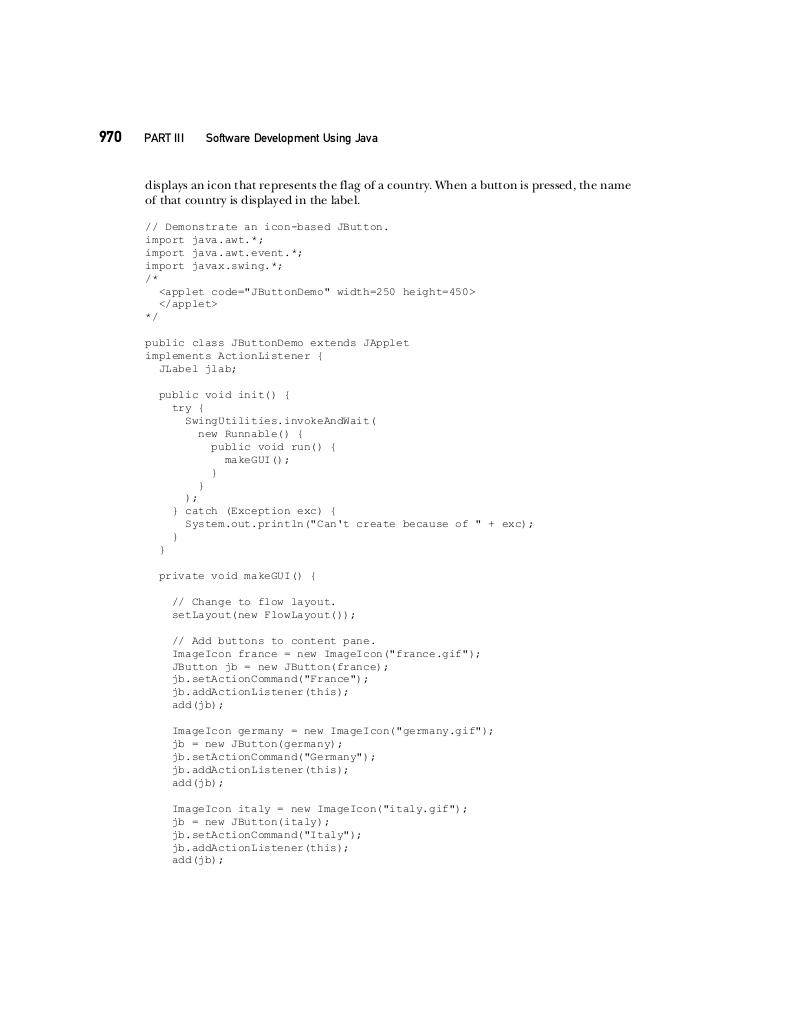 970 PART III Software Development Using Java
displays an icon that represents the flag of a country. When a button is pressed, the name
of that country is displayed in the label.
// Demonstrate an icon-based JButton.
import java.awt.*;
import java.awt.event.*;
import javax.swing.*;
/*
  <applet code="JButtonDemo" width=250 height=450>
  </applet>
*/
public class JButtonDemo extends JApplet
implements ActionListener {
  JLabel jlab;
  public void init() {
    try {
      SwingUtilities.invokeAndWait(
        new Runnable() {
          public void run() {
            makeGUI();
          }
        }
      );
    } catch (Exception exc) {
      System.out.println("Can't create because of " + exc);
    }
  }
  private void makeGUI() {
    // Change to flow layout.
    setLayout(new FlowLayout());
    // Add buttons to content pane.
    ImageIcon france = new ImageIcon("france.gif");
    JButton jb = new JButton(france);
    jb.setActionCommand("France");
    jb.addActionListener(this);
    add(jb);
    ImageIcon germany = new ImageIcon("germany.gif");
    jb = new JButton(germany);
    jb.setActionCommand("Germany");
    jb.addActionListener(this);
    add(jb);
    ImageIcon italy = new ImageIcon("italy.gif");
    jb = new JButton(italy);
    jb.setActionCommand("Italy");
    jb.addActionListener(this);
    add(jb);